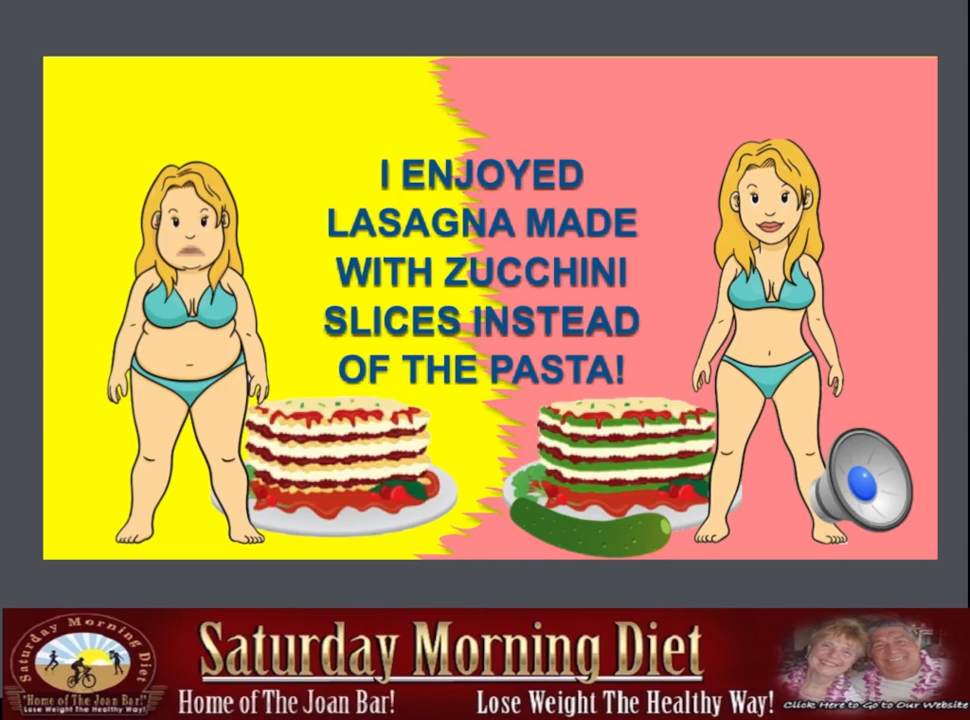 I ENJOYED
LASAGNA MADE
WITH ZUCCHINI
SLICES INSTEAD
OF THE PASTA!
Saturday Morning Diet
"Home of The Joan Bar!"
Lose Weight The Healthy Way!
Saturday Morning Diet
Home of The Joan Bar! Lose Weight The Healthy Way!
Click Here to Go to Our Website